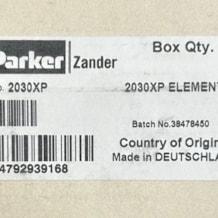 Parker Zander Box Qty.
o. 2030XP 2030XP ELEMENT
Batch No.38478450
Country of Origin
Made in DEUTSCHLA
4792939168